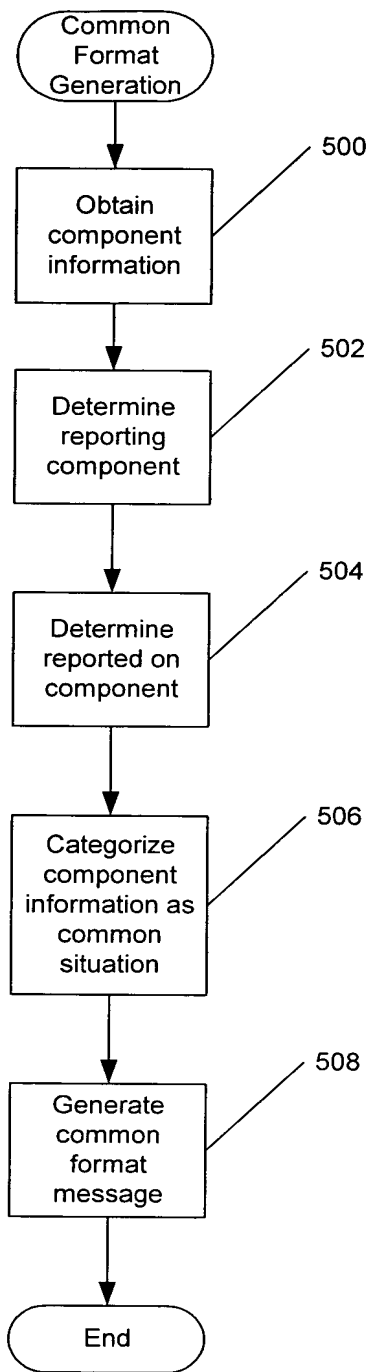 Common
Format
Generation
500
Obtain
component
information
502
Determine
reporting
component
504
Determine
reported on
component
506
Categorize
component
information as
common
situation
508
Generate
common
format
message
End